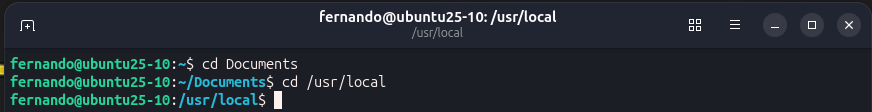 fernando@ubuntu25-10: /usr/local
/usr/local
fernando@ubuntu25-10:~$ cd Documents
fernando@ubuntu25-10:~/Documents$ cd /usr/local
fernando@ubuntu25-10:/usr/local$